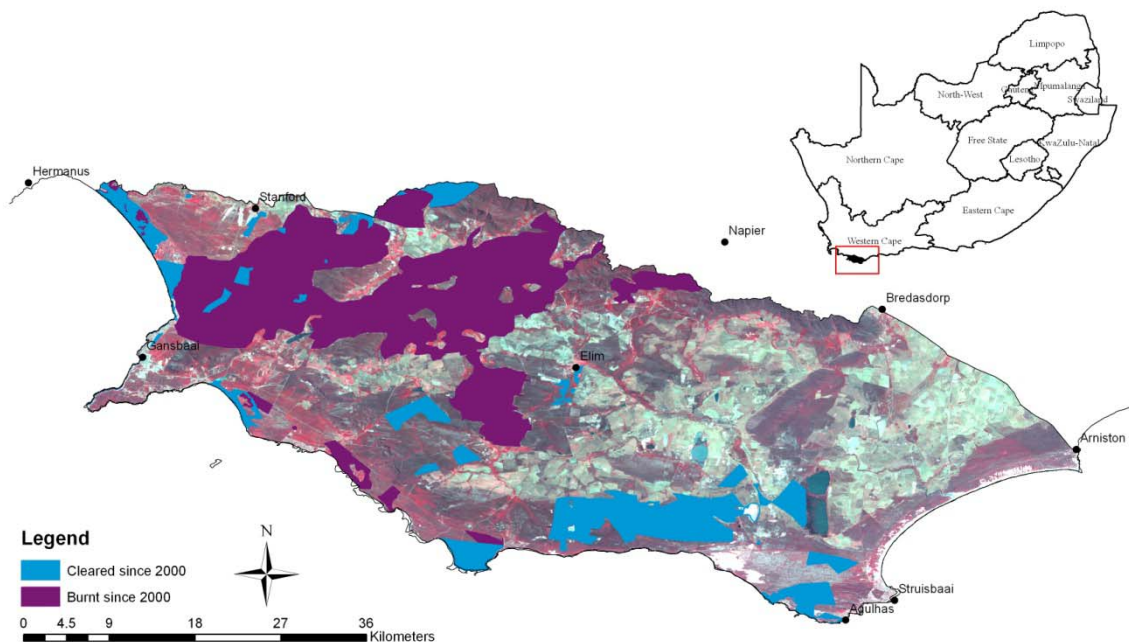 Limpopo
North-West
Mpumalanga
Swaziland
Free State
KwaZulu-Natal
Lesotho
Northern Cape
Eastern Cape
Western Cape
Hermanus
Stanford
Napier
Bredasdorp
Gansbaai
Elim
Arniston
Struisbaai
Agulhas
Legend
Cleared since 2000
Burnt since 2000
N
0 4.5 9 18 27 36
Kilometers